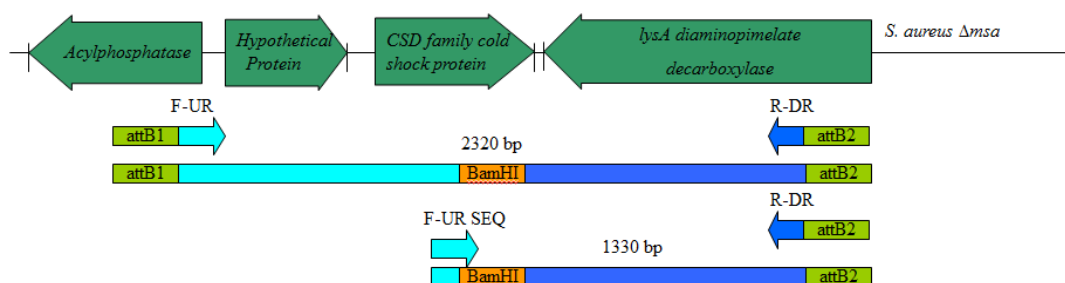 Acylphosphatase
Hypothetical
Protein
CSD family cold
shock protein
lysA diaminopimelate
decarboxylase
S. aureus Δmsa
F-UR
attB1
R-DR
attB2
2320 bp
attB1
BamHI
attB2
F-UR SEQ
R-DR
attB2
1330 bp
BamHI
attB2